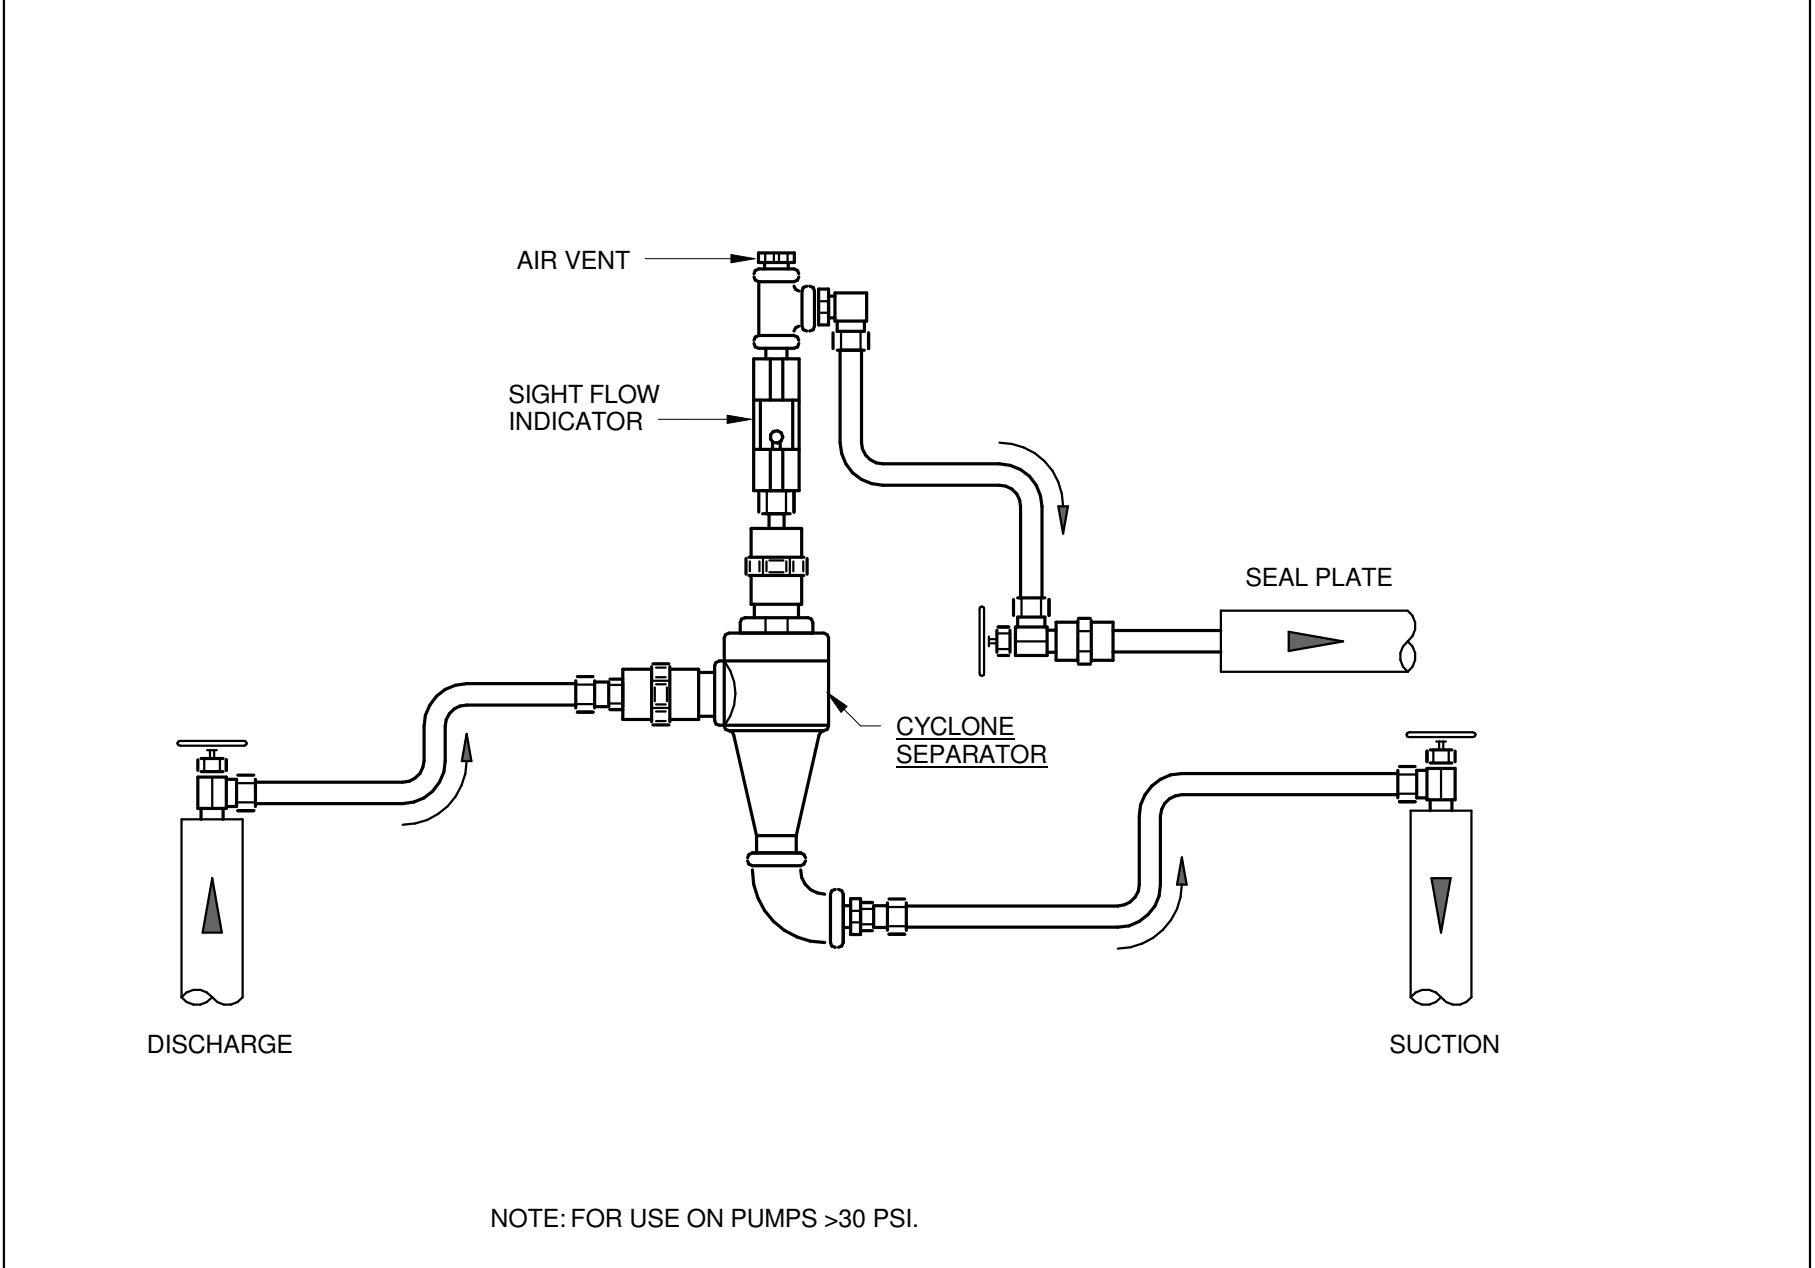 AIR VENT
SIGHT FLOW
INDICATOR
SEAL PLATE
CYCLONE
SEPARATOR
DISCHARGE
SUCTION
NOTE: FOR USE ON PUMPS >30 PSI.